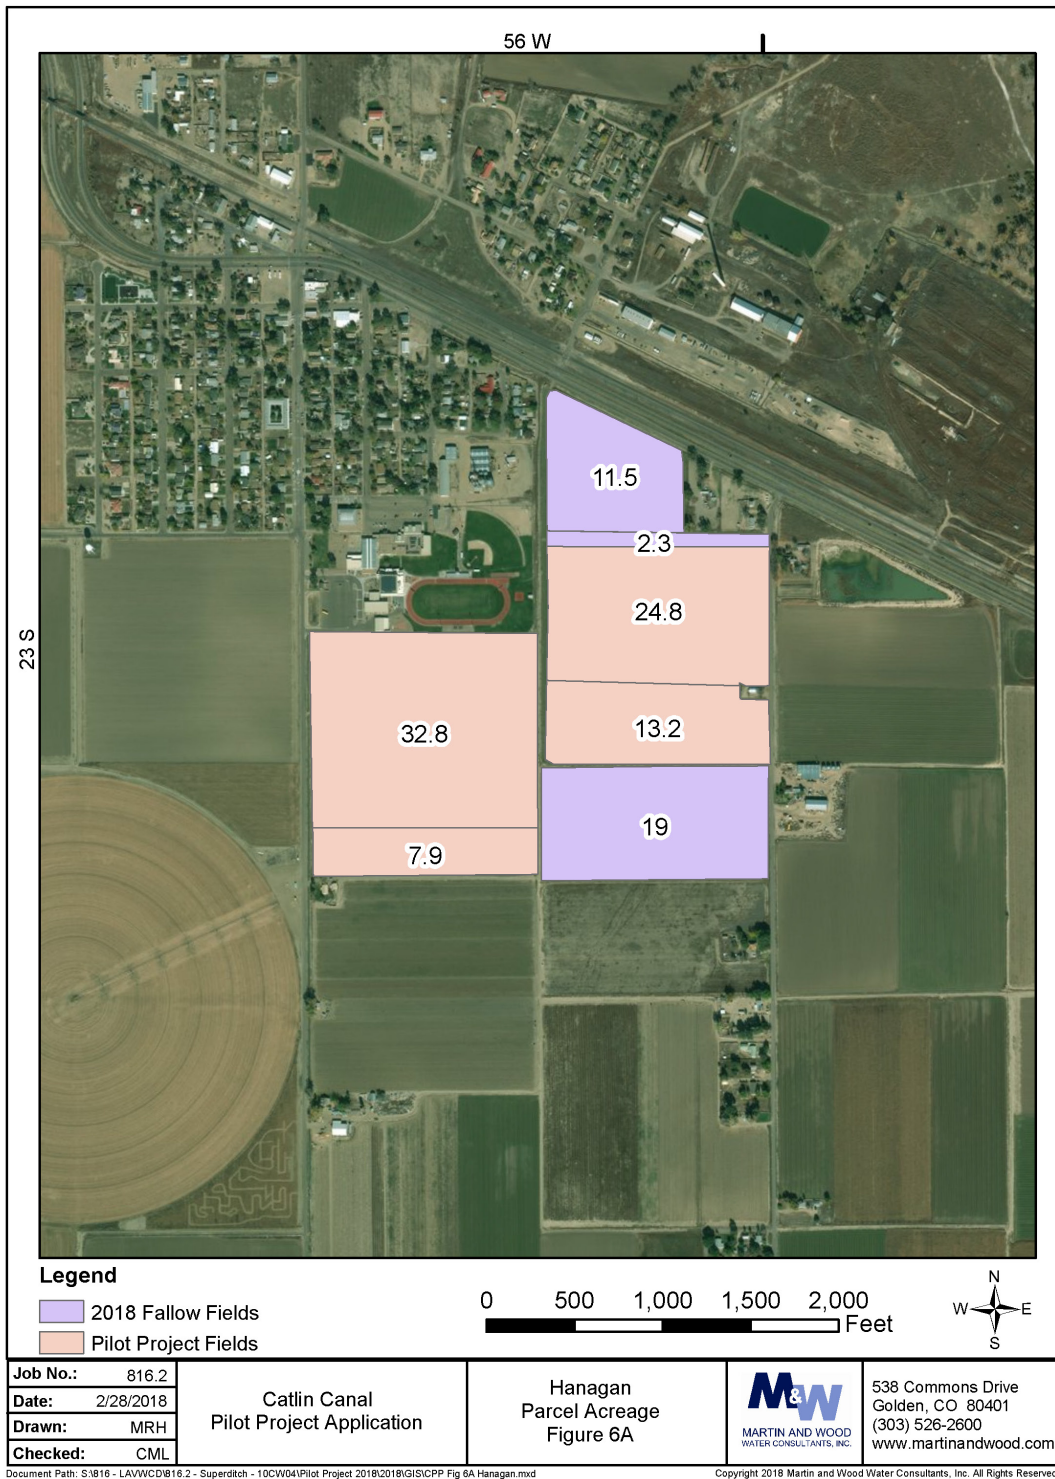 56 W
23 S
11.5
2.3
24.8
32.8
13.2
19
7.9
Legend
2018 Fallow Fields
Pilot Project Fields
0 500 1,000 1,500 2,000
Feet
N
W E
S
Job No.: 816.2
Date: 2/28/2018
Drawn: MRH
Checked: CML
Catlin Canal
Pilot Project Application
Hanagan
Parcel Acreage
Figure 6A
M&W
MARTIN AND WOOD
WATER CONSULTANTS, INC.
538 Commons Drive
Golden, CO 80401
(303) 526-2600
www.martinandwood.com
Document Path: S:\816 - LAVWCD\816.2 - Superditch - 10CW04\Pilot Project 2018\2018\GIS\CPP Fig 6A Hanagan.mxd
Copyright 2018 Martin and Wood Water Consultants, Inc. All Rights Reserved